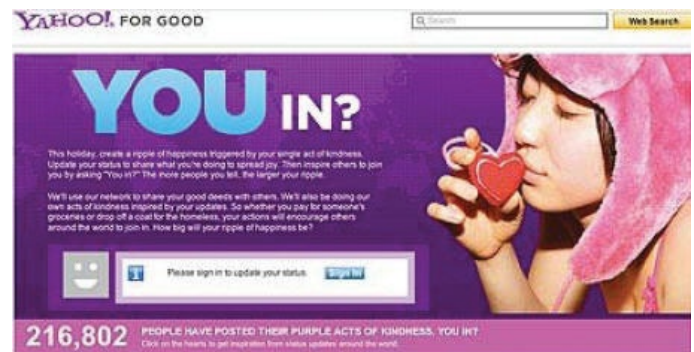 YAHOO! FOR GOOD
Search
Web Search
YOU IN?
This holiday, create a ripple of happiness triggered by your single act of kindness.
Update your status to share what you're doing to spread joy. Then inspire others to join
you by asking "You in?" The more people you tell, the larger your ripple.
We'll use our network to share your good deeds with others. We'll also be doing our
own acts of kindness inspired by your updates. So whether you pay for someone's
groceries or drop off a coat for the homeless, your actions will encourage others
around the world to join in. How big will your ripple of happiness be?
Please sign in to update your status. Sign In
216,802 PEOPLE HAVE POSTED THEIR PURPLE ACTS OF KINDNESS. YOU IN?
Click on the hearts to get inspiration from status updates around the world.